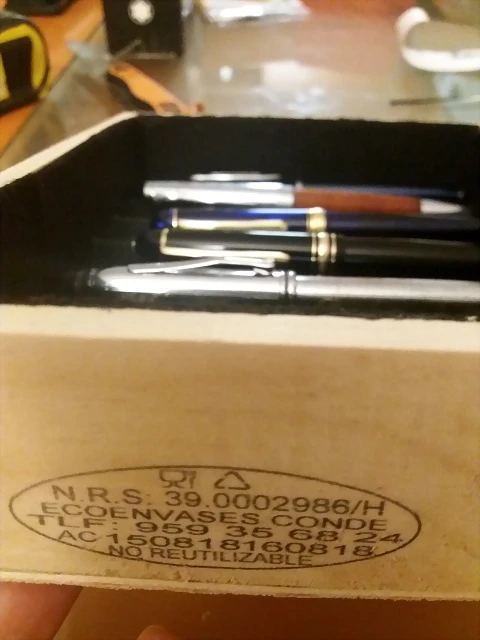 N.R.S: 39.0002986/H
ECOENVASES CONDE
TLF: 959 35 68 24
AC 150818160818
NO REUTILIZABLE